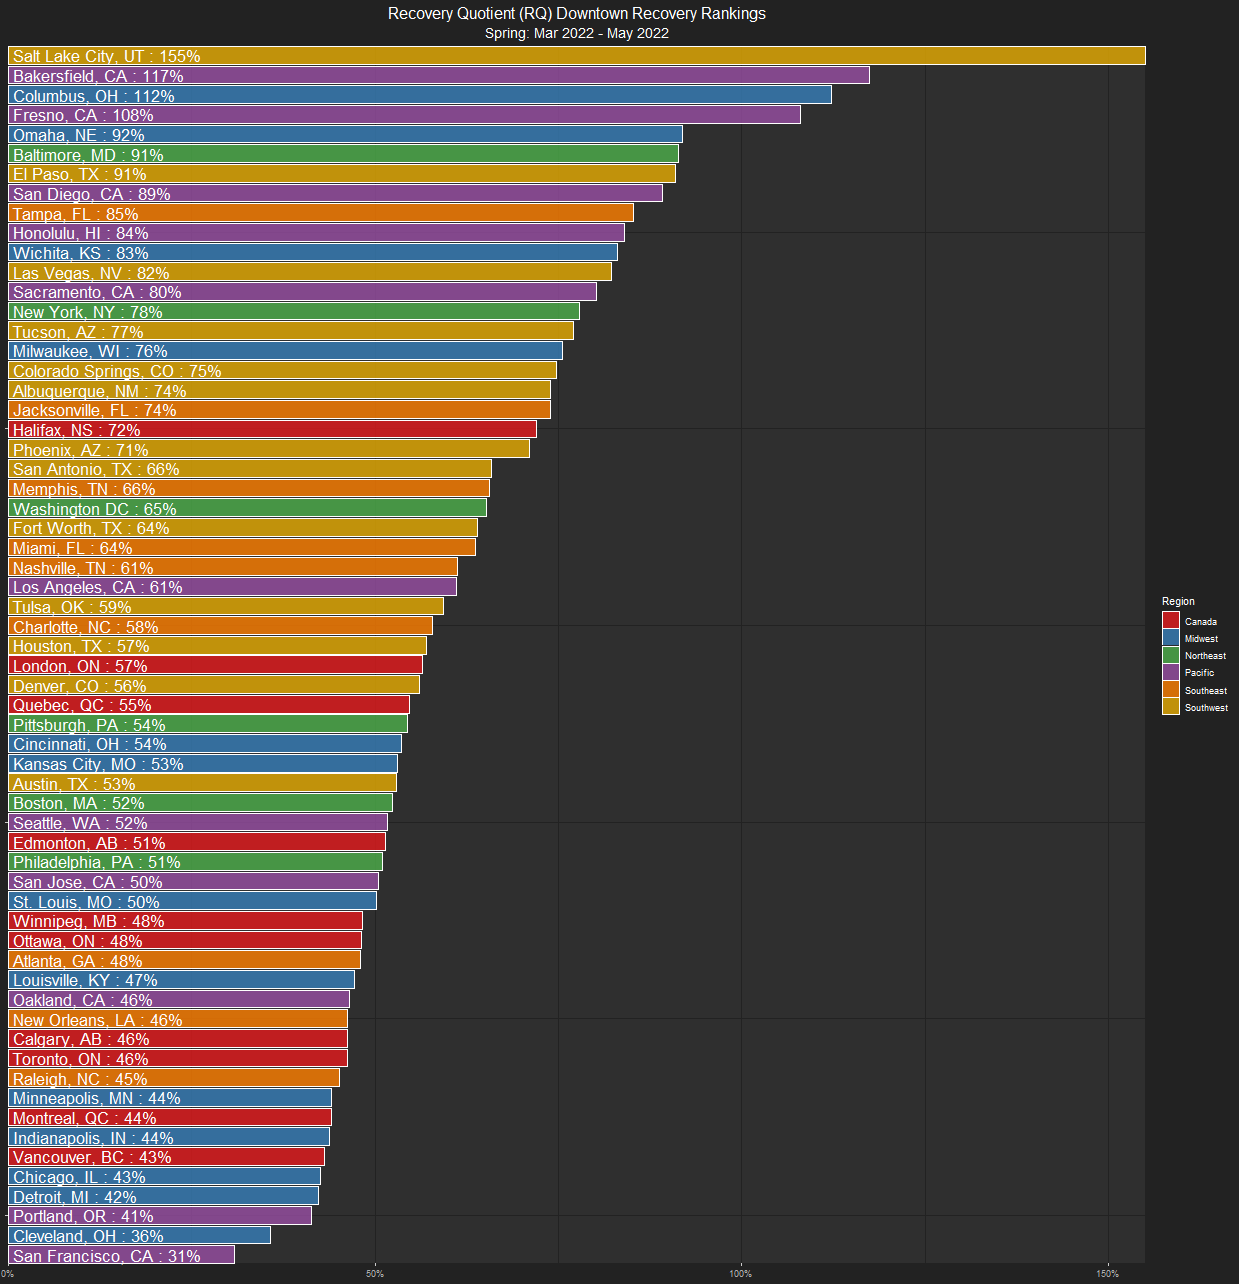 Recovery Quotient (RQ) Downtown Recovery Rankings
Spring: Mar 2022 - May 2022
Salt Lake City, UT : 155%
Bakersfield, CA : 117%
Columbus, OH : 112%
Fresno, CA : 108%
Omaha, NE : 92%
Baltimore, MD : 91%
El Paso, TX : 91%
San Diego, CA : 89%
Tampa, FL : 85%
Honolulu, HI : 84%
Wichita, KS : 83%
Las Vegas, NV : 82%
Sacramento, CA : 80%
New York, NY : 78%
Tucson, AZ : 77%
Milwaukee, WI : 76%
Colorado Springs, CO : 75%
Albuquerque, NM : 74%
Jacksonville, FL : 74%
Halifax, NS : 72%
Phoenix, AZ : 71%
San Antonio, TX : 66%
Memphis, TN : 66%
Washington DC : 65%
Fort Worth, TX : 64%
Miami, FL : 64%
Nashville, TN : 61%
Los Angeles, CA : 61%
Tulsa, OK : 59%
Charlotte, NC : 58%
Houston, TX : 57%
London, ON : 57%
Denver, CO : 56%
Quebec, QC : 55%
Pittsburgh, PA : 54%
Cincinnati, OH : 54%
Kansas City, MO : 53%
Austin, TX : 53%
Boston, MA : 52%
Seattle, WA : 52%
Edmonton, AB : 51%
Philadelphia, PA : 51%
San Jose, CA : 50%
St. Louis, MO : 50%
Winnipeg, MB : 48%
Ottawa, ON : 48%
Atlanta, GA : 48%
Louisville, KY : 47%
Oakland, CA : 46%
New Orleans, LA : 46%
Calgary, AB : 46%
Toronto, ON : 46%
Raleigh, NC : 45%
Minneapolis, MN : 44%
Montreal, QC : 44%
Indianapolis, IN : 44%
Vancouver, BC : 43%
Chicago, IL : 43%
Detroit, MI : 42%
Portland, OR : 41%
Cleveland, OH : 36%
San Francisco, CA : 31%
0% 50% 100% 150%
Region
Canada
Midwest
Northeast
Pacific
Southeast
Southwest